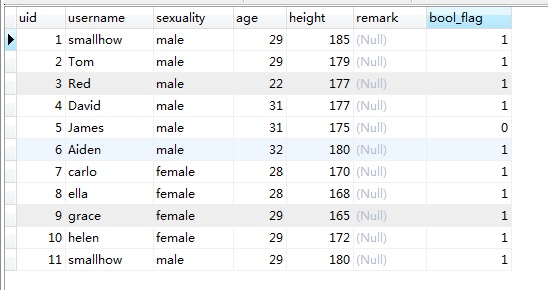 uid username sexuality age height remark bool_flag
1 smallhow male 29 185 (Null) 1
2 Tom male 29 179 (Null) 1
3 Red male 22 177 (Null) 1
4 David male 31 177 (Null) 1
5 James male 31 175 (Null) 0
6 Aiden male 32 180 (Null) 1
7 carlo female 28 170 (Null) 1
8 ella female 28 168 (Null) 1
9 grace female 29 165 (Null) 1
10 helen female 29 172 (Null) 1
11 smallhow male 29 180 (Null) 1